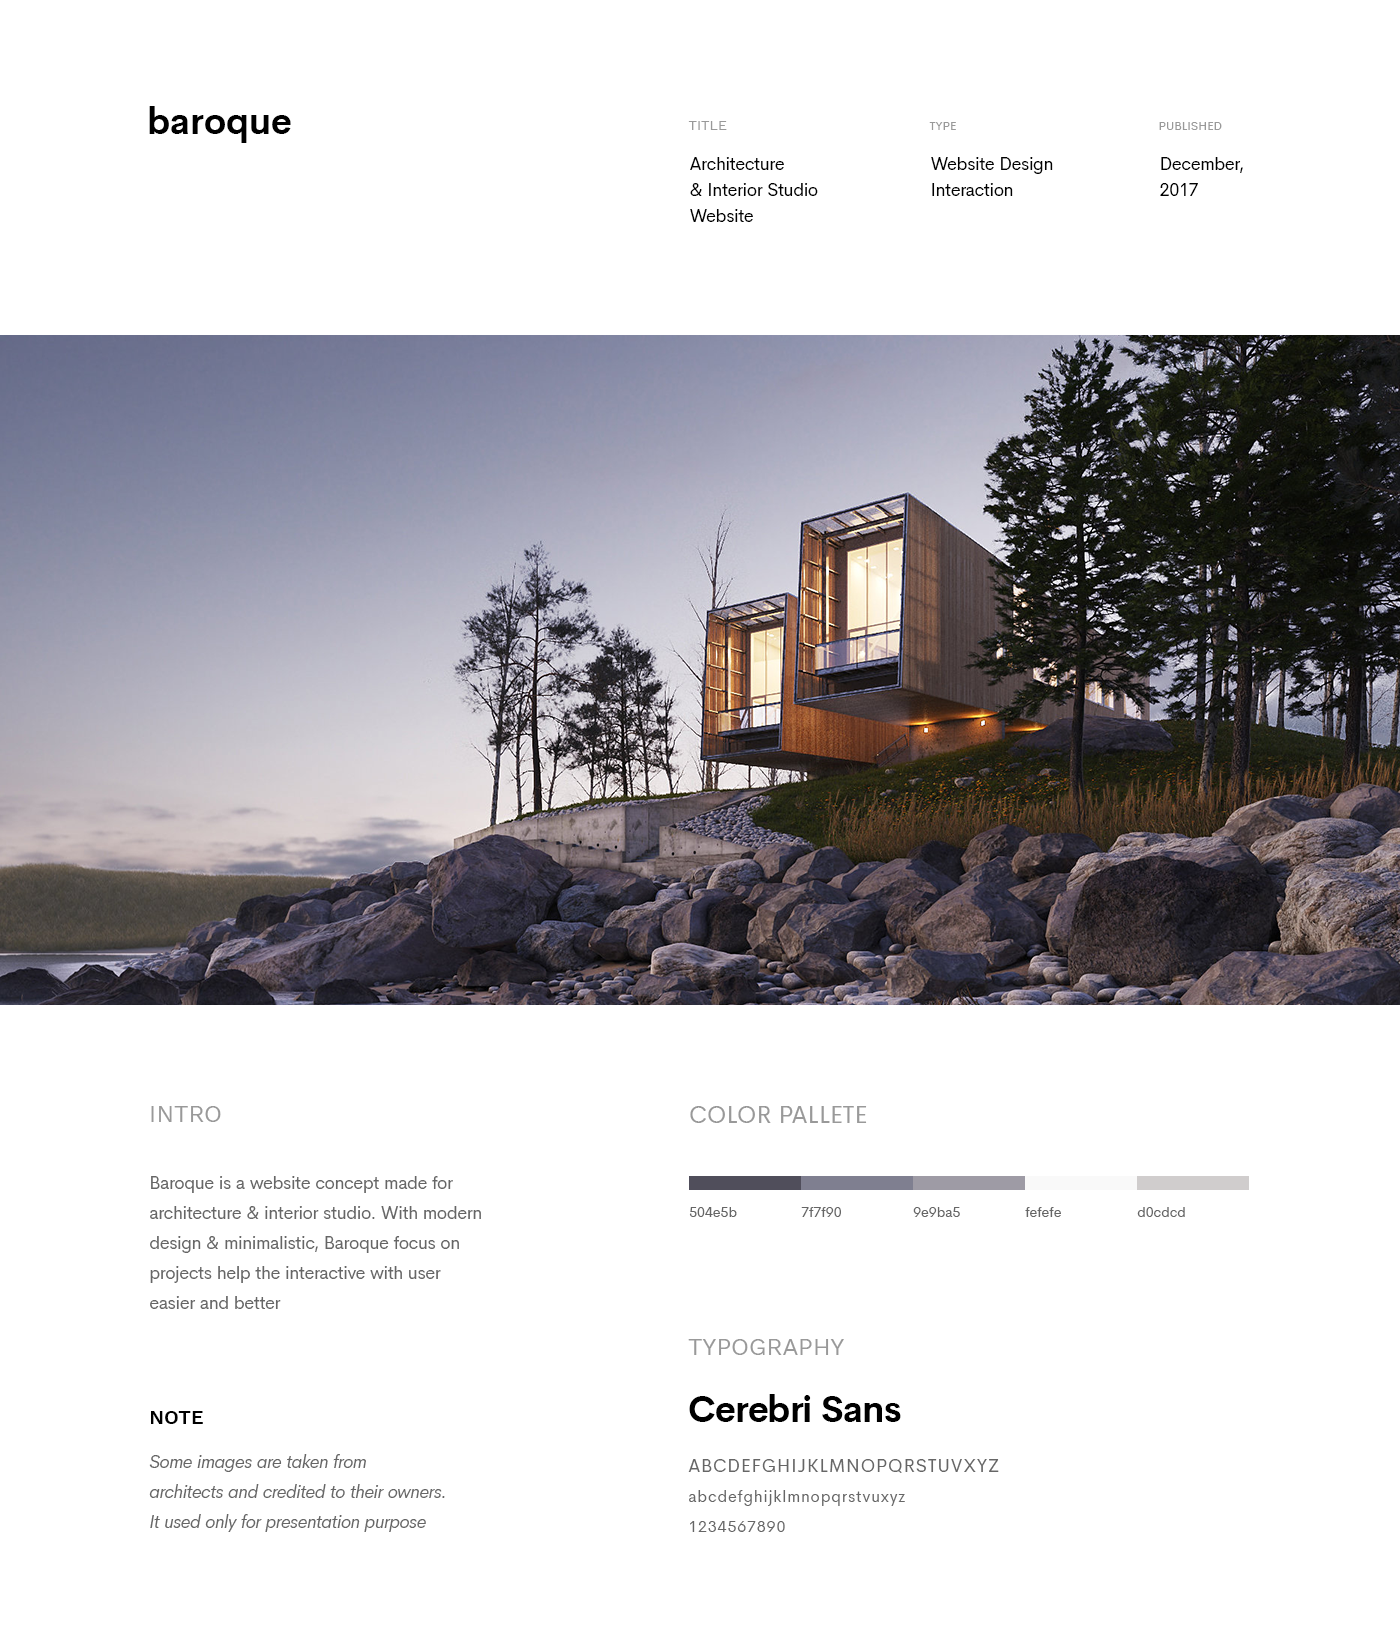 baroque
TITLE
Architecture
& Interior Studio
Website
TYPE
Website Design
Interaction
PUBLISHED
December,
2017
INTRO
Baroque is a website concept made for
architecture & interior studio. With modern
design & minimalistic, Baroque focus on
projects help the interactive with user
easier and better
NOTE
Some images are taken from
architects and credited to their owners.
It used only for presentation purpose
COLOR PALLETE
504e5b 7f7f90 9e9ba5 fefefe d0cdcd
TYPOGRAPHY
Cerebri Sans
ABCDEFGHIJKLMNOPQRSTUVXYZ
abcdefghijklmnopqrstvuxyz
1234567890